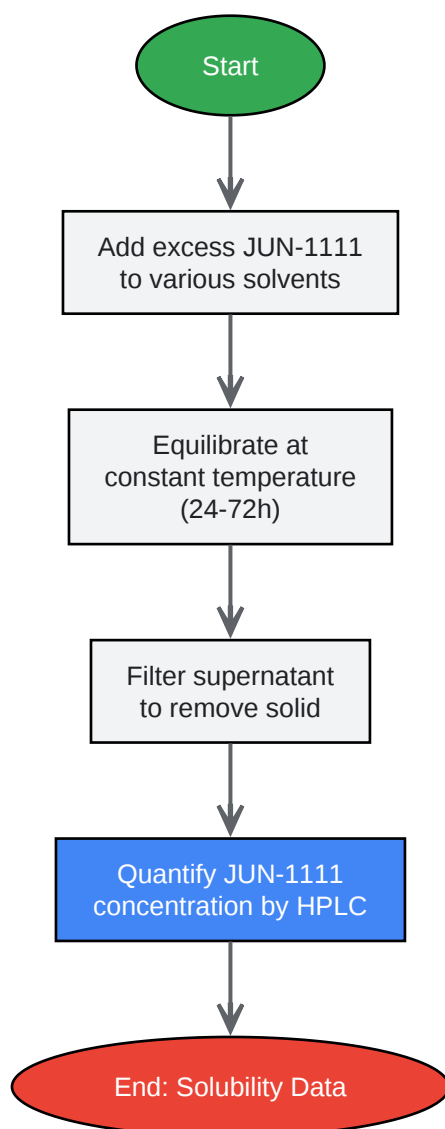 Start
Add excess JUN-1111
to various solvents
Equilibrate at
constant temperature
(24-72h)
Filter supernatant
to remove solid
Quantify JUN-1111
concentration by HPLC
End: Solubility Data